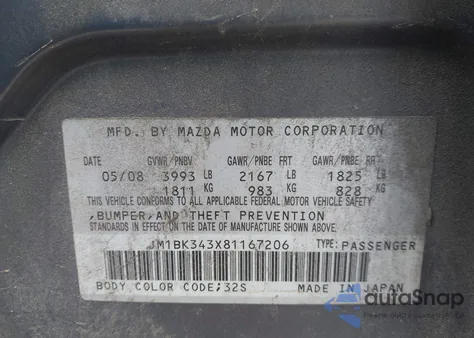 MFD. BY MAZDA MOTOR CORPORATION
DATE GVWR/PNBV GAWR/PNBE FRT GAWR/PNBE RR
05/08 3993 LB 2167 LB 1825 LB
1811 KG 983 KG 828 KG
THIS VEHICLE CONFORMS TO ALL APPLICABLE FEDERAL MOTOR VEHICLE SAFETY
,BUMPER,AND THEFT PREVENTION
STANDARDS IN EFFECT ON THE DATE OF MANUFACTURE SHOWN ABOVE.
JM1BK343X81167206 TYPE: PASSENGER
BODY COLOR CODE;32S MADE IN JAPAN
autoSnap